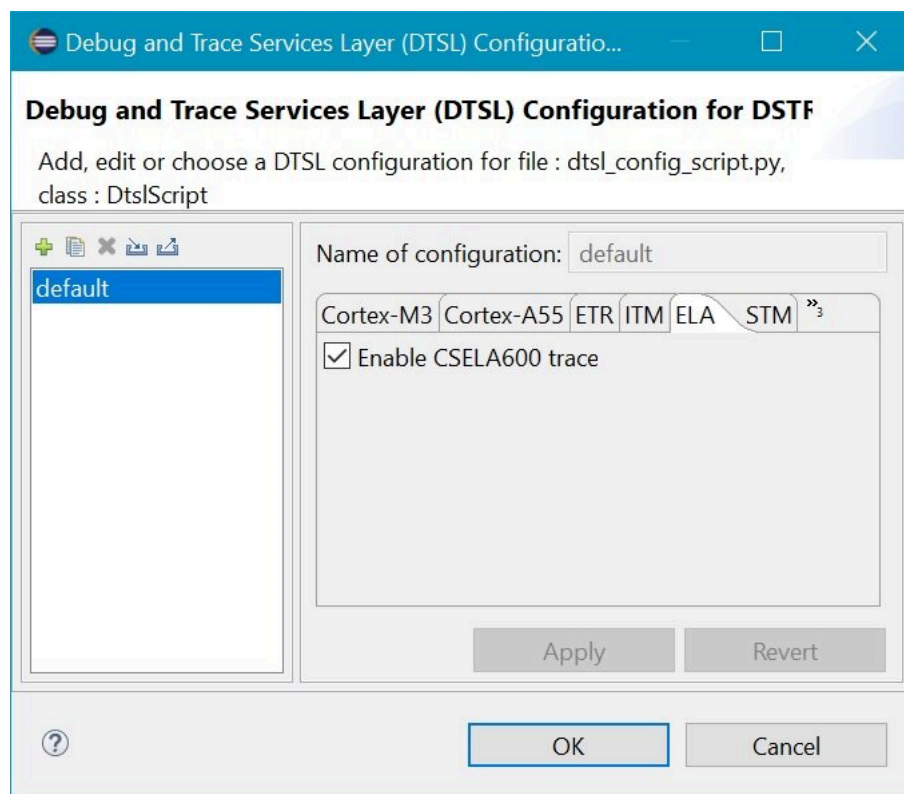 Debug and Trace Services Layer (DTSL) Configuratio...
Debug and Trace Services Layer (DTSL) Configuration for DSTR
Add, edit or choose a DTSL configuration for file : dtsl_config_script.py,
class : DtslScript
Name of configuration: default
default
Cortex-M3 Cortex-A55 ETR ITM ELA STM »3
Enable CSELA600 trace
Apply Revert
OK Cancel